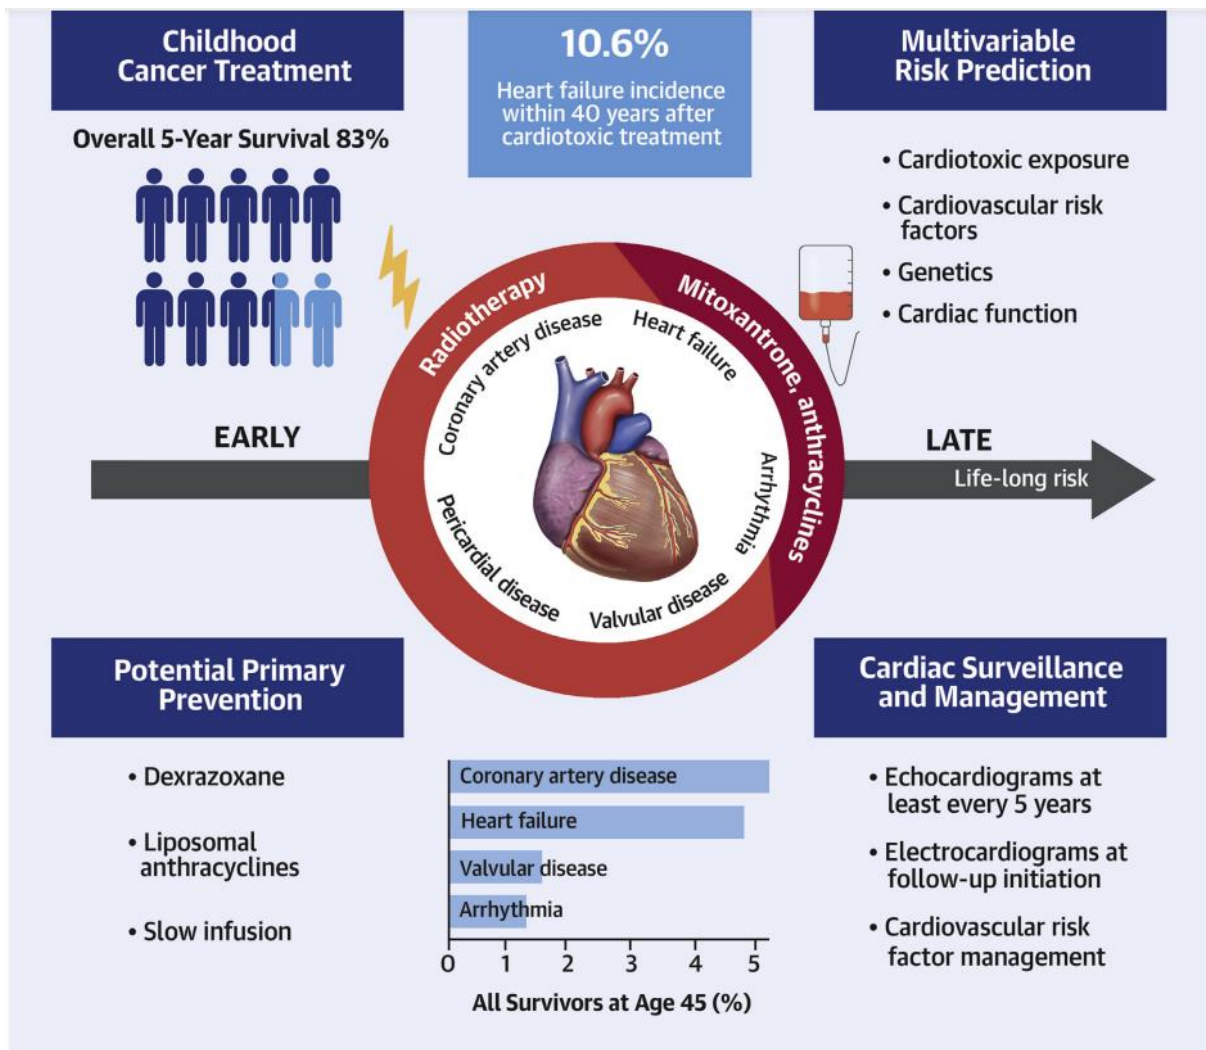 Childhood
Cancer Treatment
Overall 5-Year Survival 83%
10.6%
Heart failure incidence
within 40 years after
cardiotoxic treatment
Multivariable
Risk Prediction
• Cardiotoxic exposure
• Cardiovascular risk
factors
• Genetics
• Cardiac function
Radiotherapy
Mitoxantrone, anthracyclines
Coronary artery disease
Heart failure
Arrhythmia
Valvular disease
Pericardial disease
EARLY
LATE
Life-long risk
Potential Primary
Prevention
• Dexrazoxane
• Liposomal
anthracyclines
• Slow infusion
Coronary artery disease
Heart failure
Valvular disease
Arrhythmia
0 1 2 3 4 5
All Survivors at Age 45 (%)
Cardiac Surveillance
and Management
• Echocardiograms at
least every 5 years
• Electrocardiograms at
follow-up initiation
• Cardiovascular risk
factor management